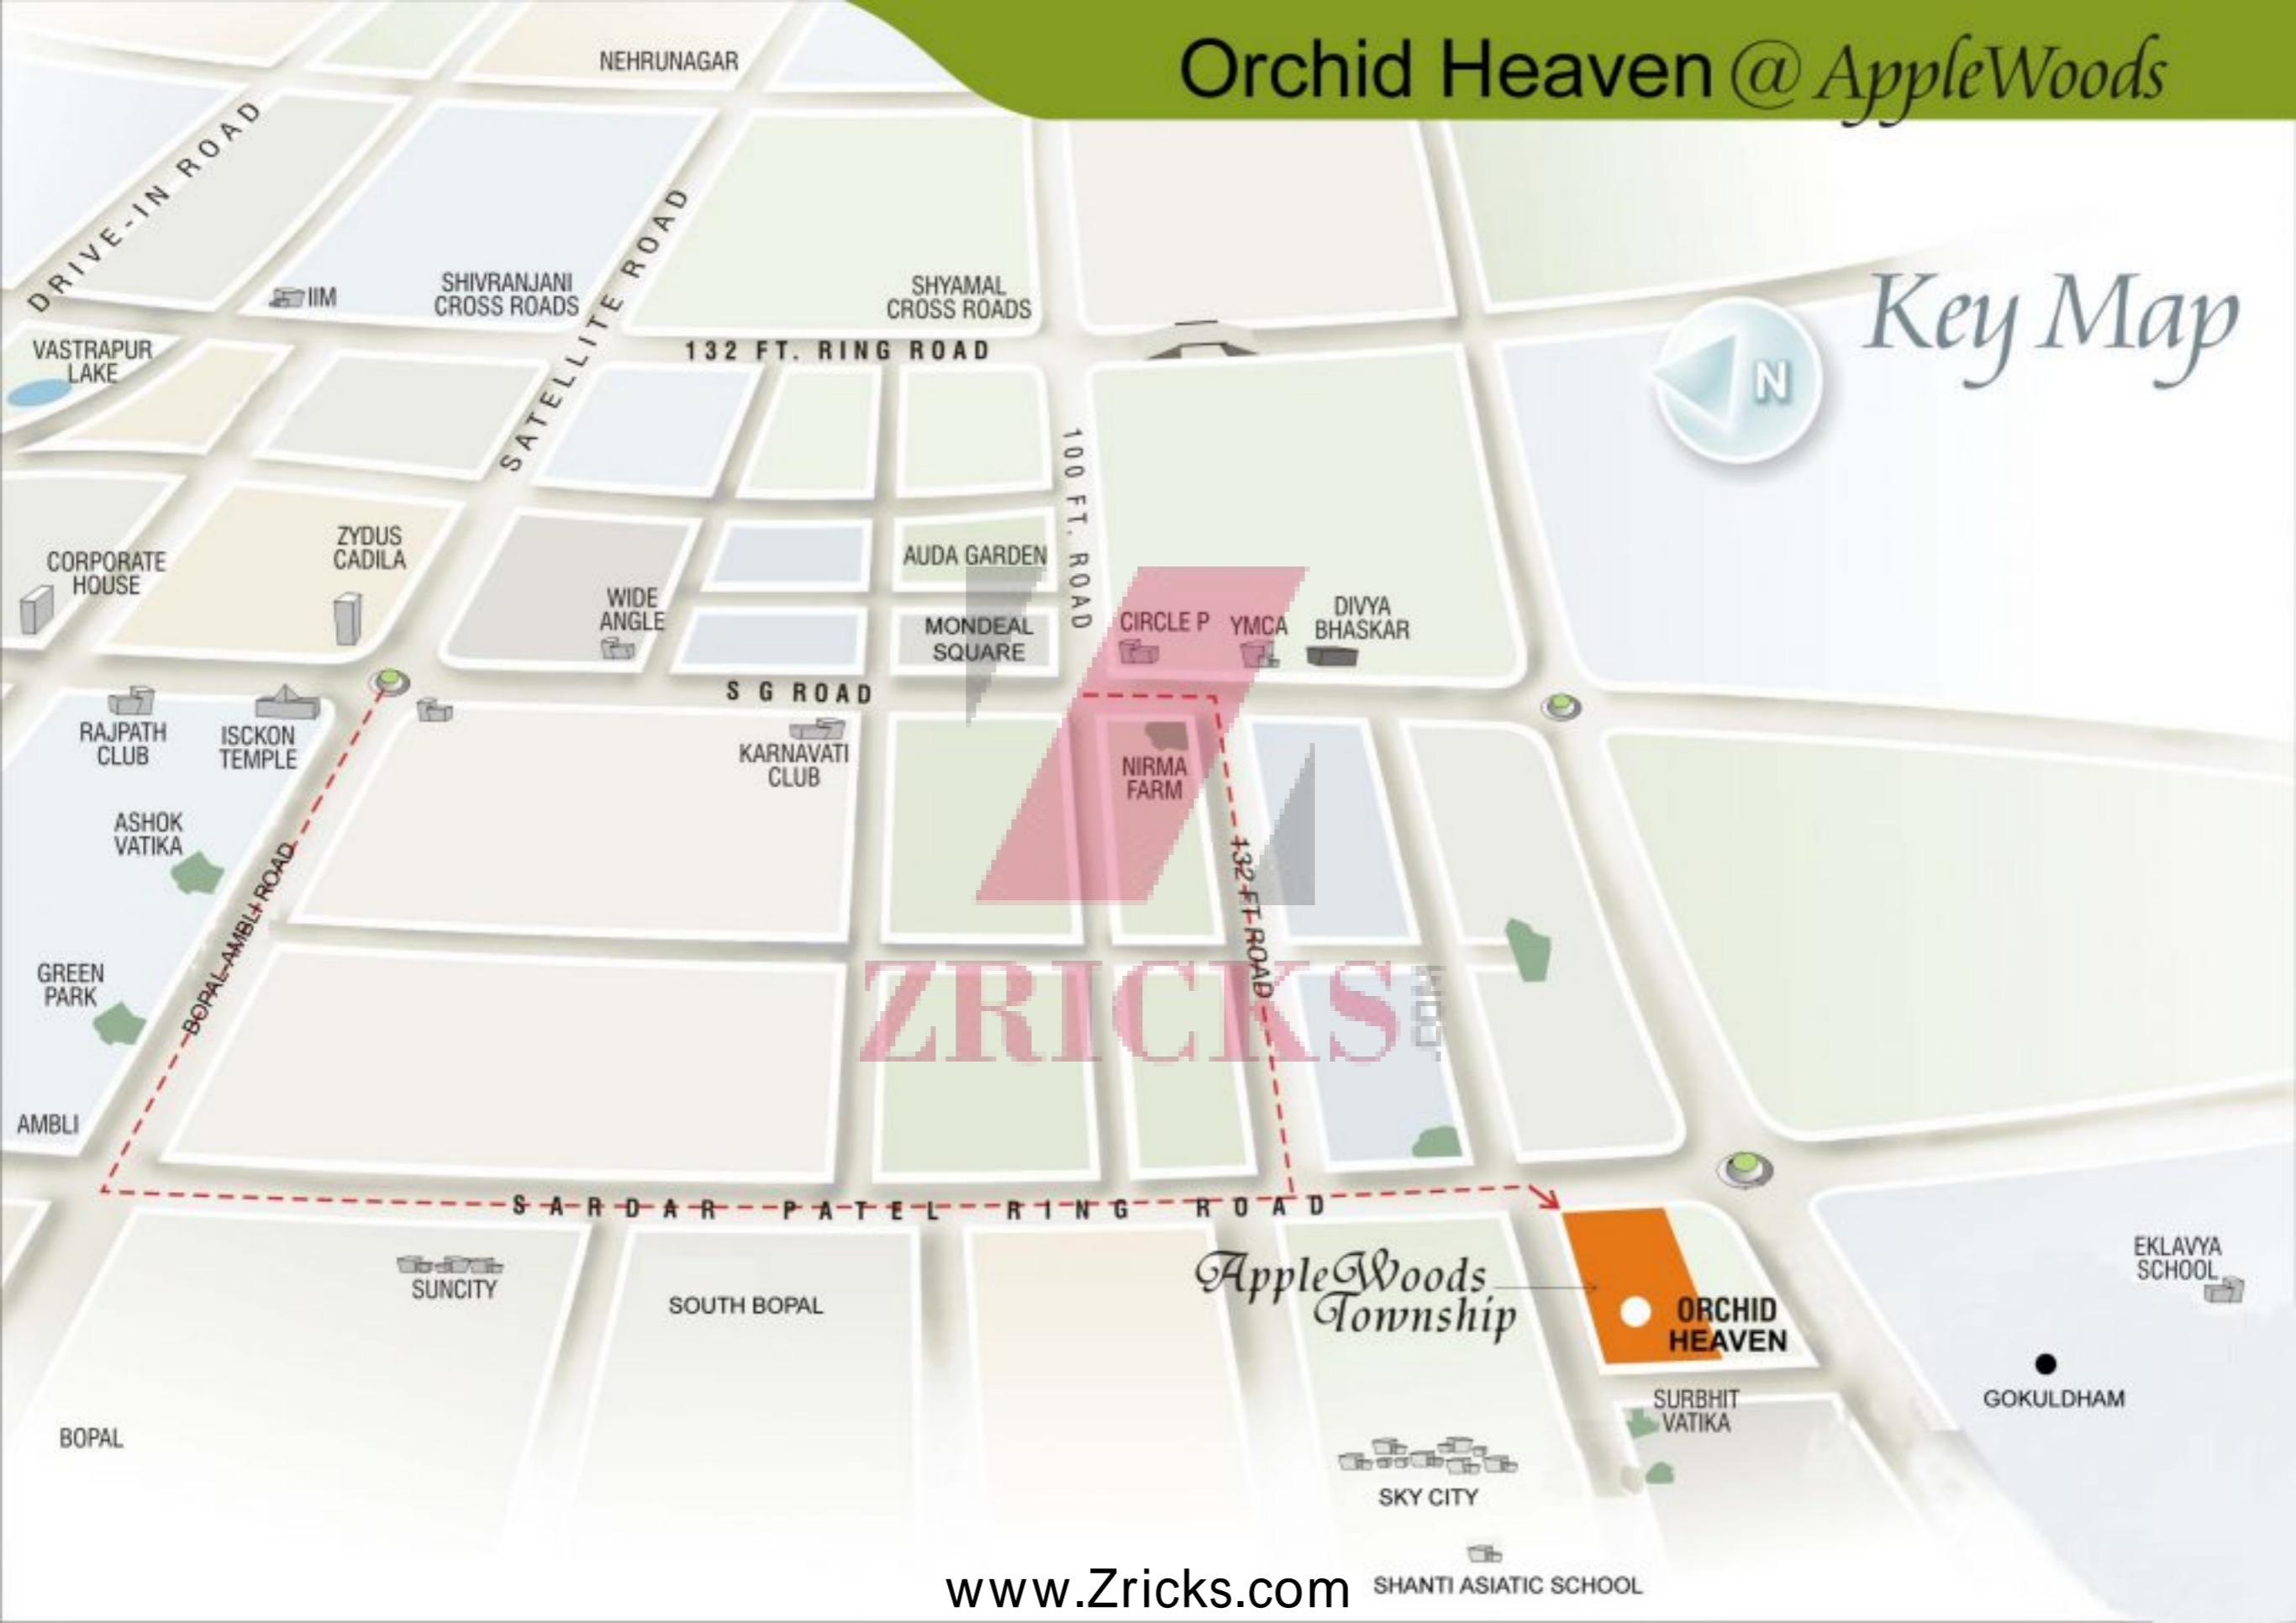 Orchid Heaven @ AppleWoods
NEHRUNAGAR
DRIVE-IN ROAD
Key Map
N
SATELLITE ROAD
IIM
SHIVRANJANI
CROSS ROADS
SHYAMAL
CROSS ROADS
VASTRAPUR
LAKE
132 FT. RING ROAD
100 FT. ROAD
CORPORATE
HOUSE
ZYDUS
CADILA
WIDE
ANGLE
AUDA GARDEN
MONDEAL
SQUARE
CIRCLE P
YMCA
DIVYA
BHASKAR
S G ROAD
RAJPATH
CLUB
ISCKON
TEMPLE
KARNAVATI
CLUB
NIRMA
FARM
ASHOK
VATIKA
BOPAL-AMBLI ROAD
132 FT ROAD
GREEN
PARK
ZRICKS
.COM
AMBLI
SARDAR PATEL RING ROAD
SUNCITY
SOUTH BOPAL
AppleWoods
Township
ORCHID
HEAVEN
EKLAVYA
SCHOOL
GOKULDHAM
SURBHIT
VATIKA
BOPAL
SKY CITY
SHANTI ASIATIC SCHOOL
www.Zricks.com